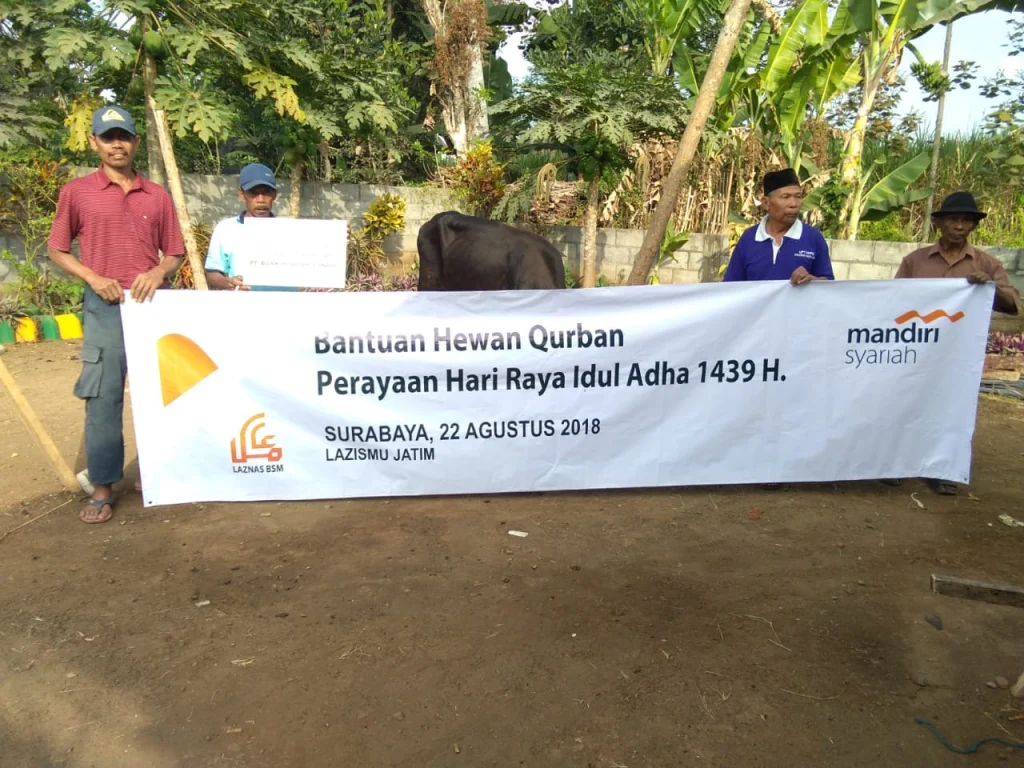 Bantuan Hewan Qurban
Perayaan Hari Raya Idul Adha 1439 H.
SURABAYA, 22 AGUSTUS 2018
LAZISMU JATIM
LAZNAS BSM
mandiri
syariah